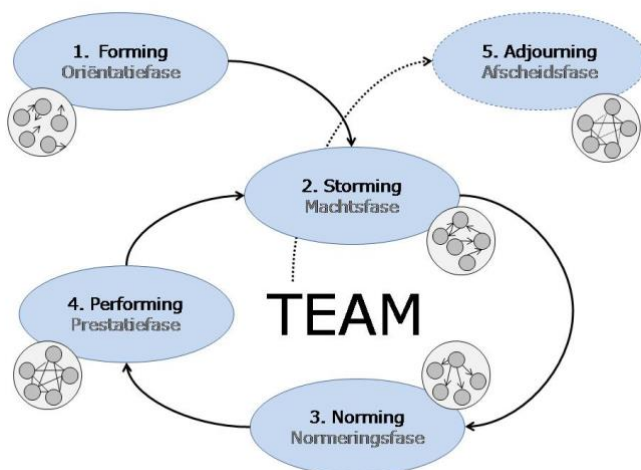 1. Forming
Oriëntatiefase
5. Adjourning
Afscheidsfase
2. Storming
Machtsfase
4. Performing
Prestatiefase
TEAM
3. Norming
Normeringsfase